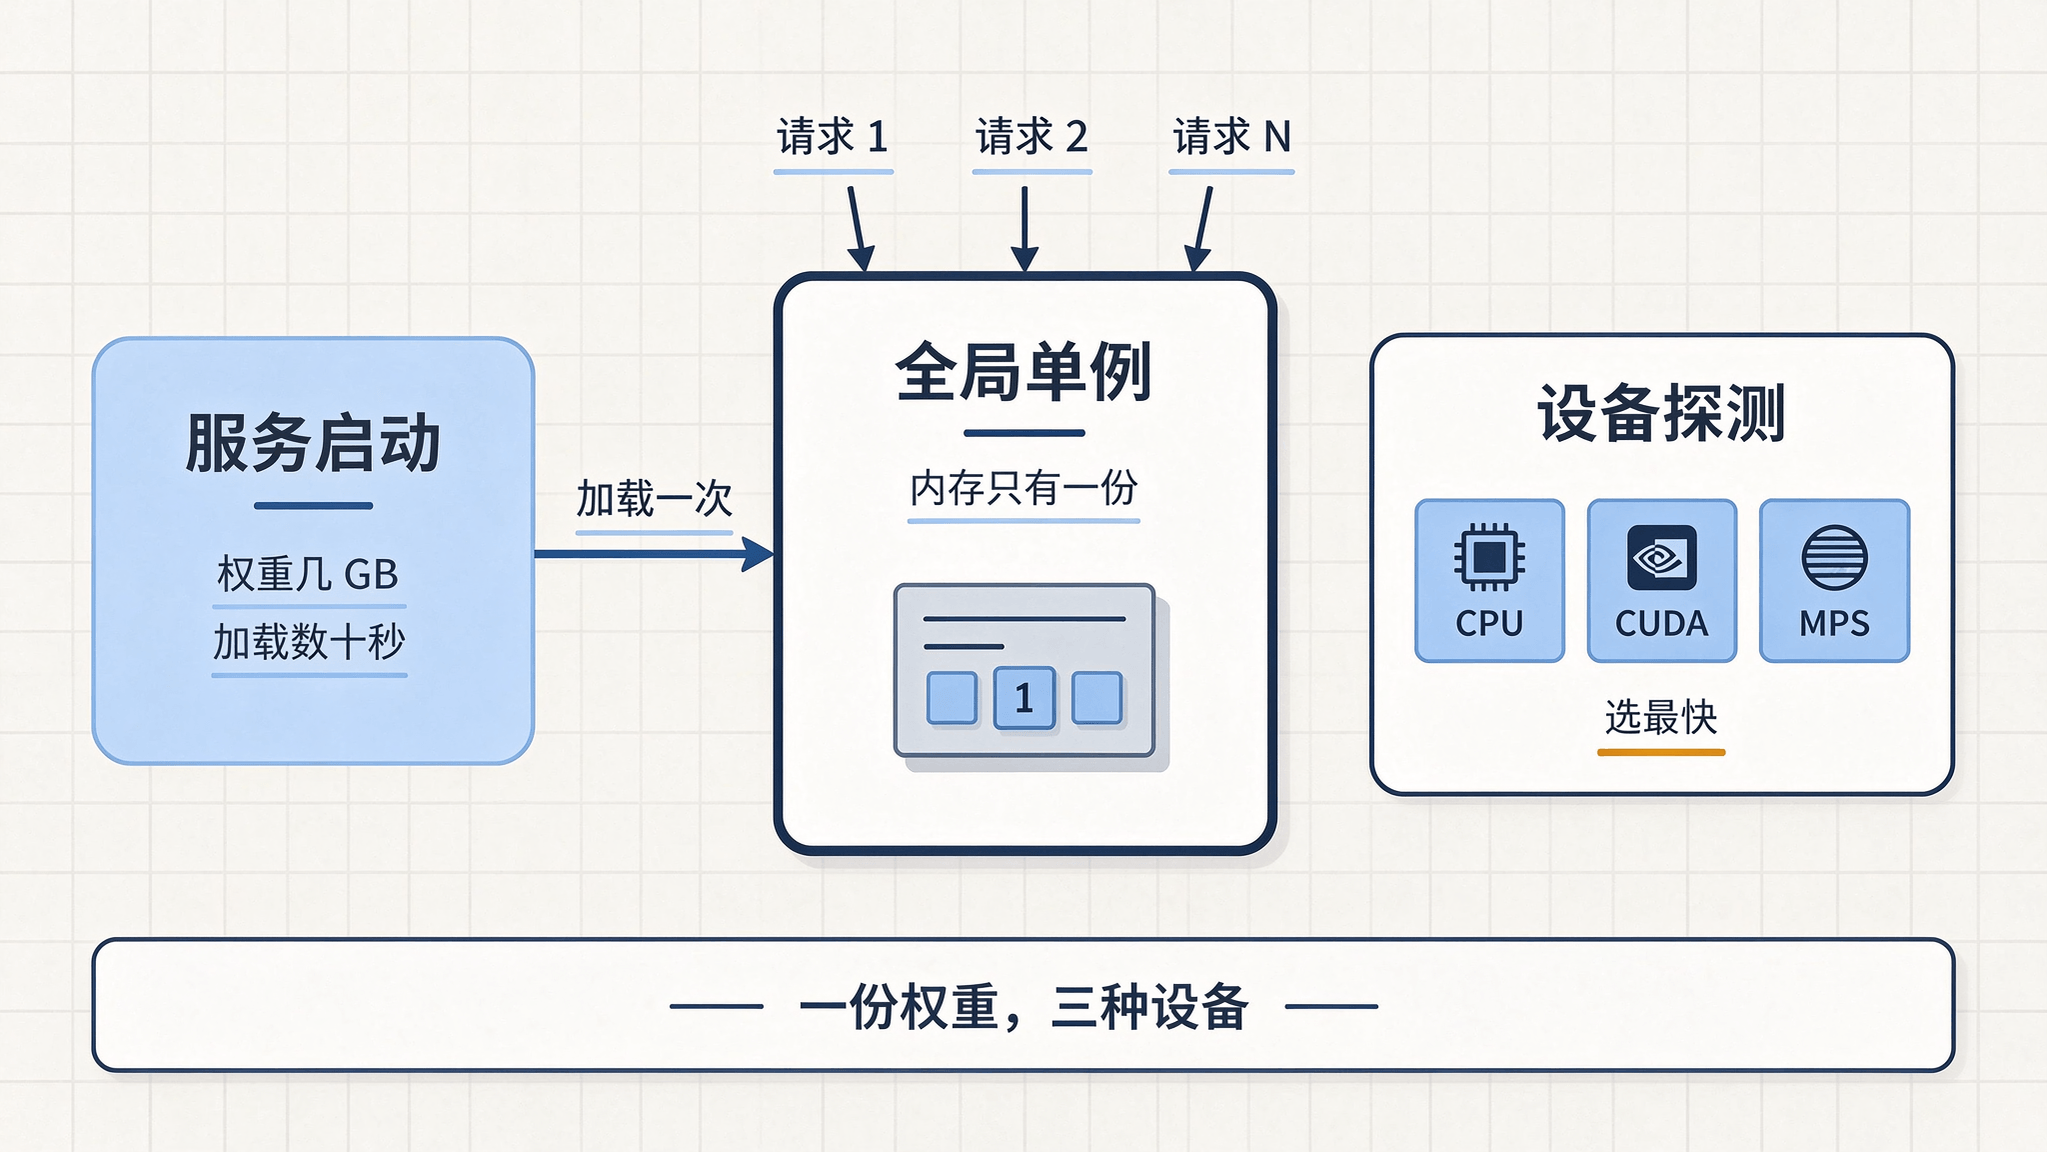 请求 1
请求 2
请求 N
服务启动
权重几 GB
加载数十秒
加载一次
全局单例
内存只有一份
1
设备探测
CPU
CUDA
MPS
选最快
一份权重，三种设备